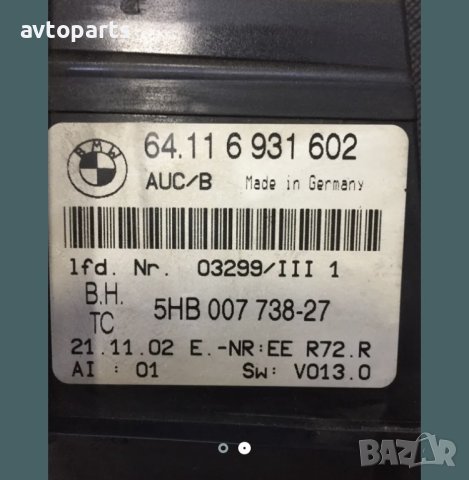 avtoparts
BMW
64.11 6 931 602
AUC/B Made in Germany
lfd. Nr. 03299/III 1
B.H.
TC
5HB 007 738-27
21.11.02 E.-NR:EE R72.R
AI : 01 Sw: V013.0
BAZAR
bg